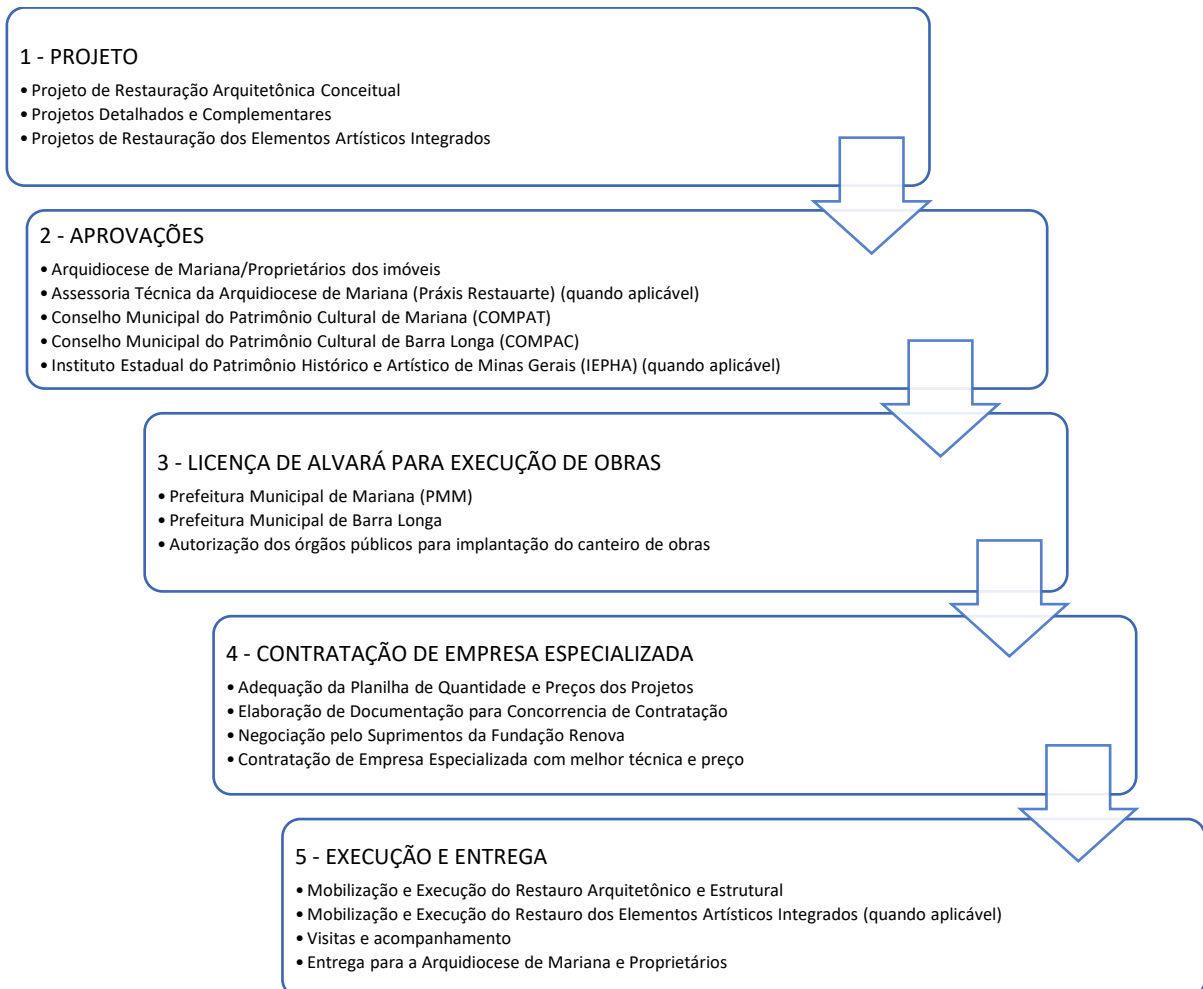 1 - PROJETO
• Projeto de Restauração Arquitetônica Conceitual
• Projetos Detalhados e Complementares
• Projetos de Restauração dos Elementos Artísticos Integrados
2 - APROVAÇÕES
• Arquidiocese de Mariana/Proprietários dos imóveis
• Assessoria Técnica da Arquidiocese de Mariana (Práxis Restauarte) (quando aplicável)
• Conselho Municipal do Patrimônio Cultural de Mariana (COMPAT)
• Conselho Municipal do Patrimônio Cultural de Barra Longa (COMPAC)
• Instituto Estadual do Patrimônio Histórico e Artístico de Minas Gerais (IEPHA) (quando aplicável)
3 - LICENÇA DE ALVARÁ PARA EXECUÇÃO DE OBRAS
• Prefeitura Municipal de Mariana (PMM)
• Prefeitura Municipal de Barra Longa
• Autorização dos órgãos públicos para implantação do canteiro de obras
4 - CONTRATAÇÃO DE EMPRESA ESPECIALIZADA
• Adequação da Planilha de Quantidade e Preços dos Projetos
• Elaboração de Documentação para Concorrencia de Contratação
• Negociação pelo Suprimentos da Fundação Renova
• Contratação de Empresa Especializada com melhor técnica e preço
5 - EXECUÇÃO E ENTREGA
• Mobilização e Execução do Restauro Arquitetônico e Estrutural
• Mobilização e Execução do Restauro dos Elementos Artísticos Integrados (quando aplicável)
• Visitas e acompanhamento
• Entrega para a Arquidiocese de Mariana e Proprietários